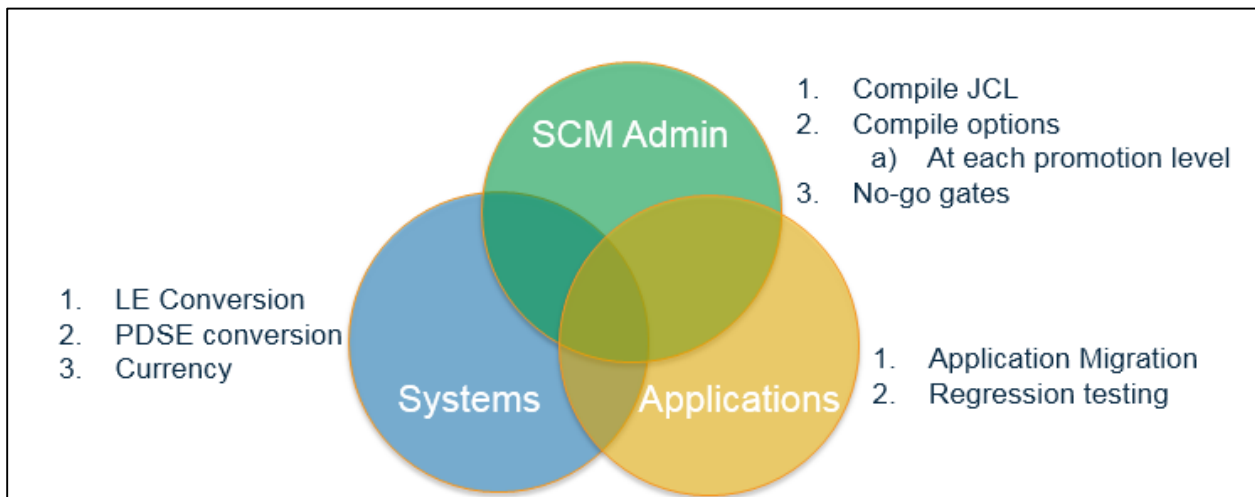 SCM Admin
1. Compile JCL
2. Compile options
a) At each promotion level
3. No-go gates
1. LE Conversion
2. PDSE conversion
3. Currency
Systems
Applications
1. Application Migration
2. Regression testing